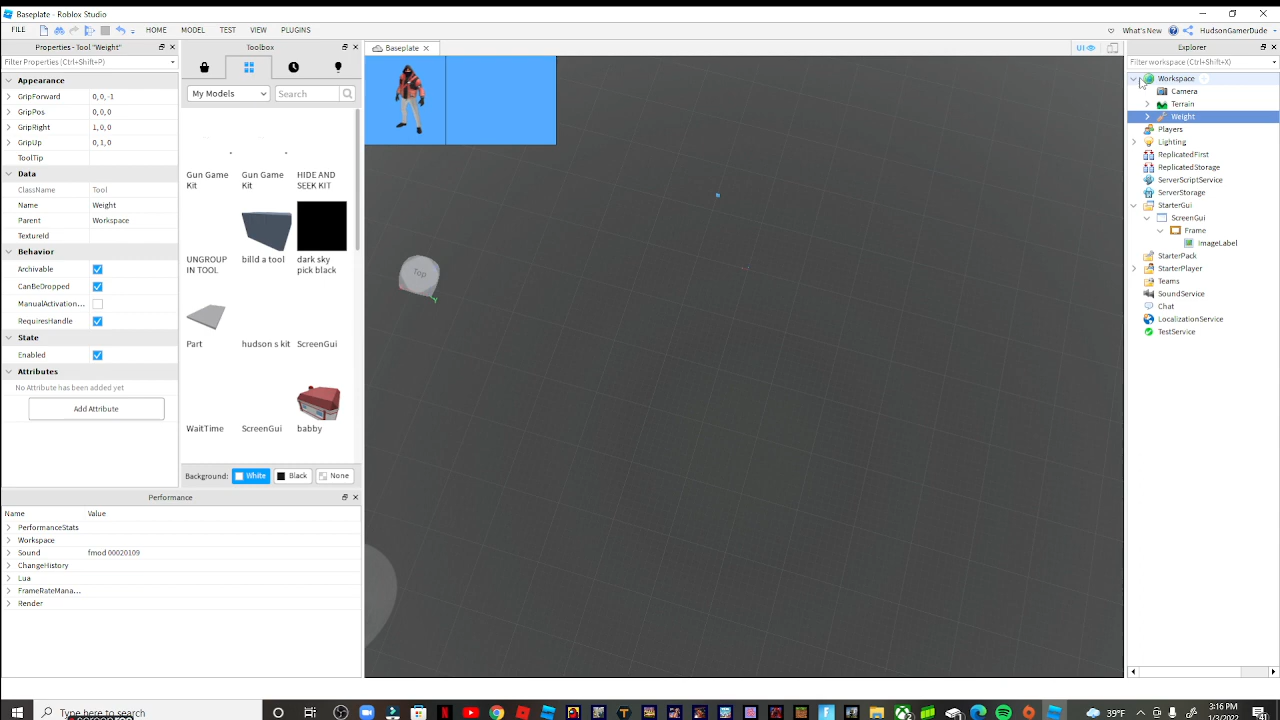 Baseplate - Roblox Studio
FILE HOME MODEL TEST VIEW PLUGINS What's New HudsonGamerDude
Properties - Tool "Weight"
Filter Properties (Ctrl+Shift+P)
Appearance
GripForward 0, 0, -1
GripPos 0, 0, 0
GripRight 1, 0, 0
GripUp 0, 1, 0
ToolTip
Data
ClassName Tool
Name Weight
Parent Workspace
TextureId
Behavior
Archivable
CanBeDropped
ManualActivation...
RequiresHandle
State
Enabled
Attributes
No Attribute has been added yet
Add Attribute
Toolbox
My Models Search
Gun Game Kit
Gun Game Kit
HIDE AND SEEK KIT
UNGROUP IN TOOL
billd a tool
dark sky pick black
Part
hudson s kit
ScreenGui
WaitTime
ScreenGui
babby
Background: White Black None
Performance
Name Value
PerformanceStats
Workspace
Sound fmod 00020109
ChangeHistory
Lua
FrameRateMana...
Render
Baseplate
UI
Top
Y
Explorer
Filter workspace (Ctrl+Shift+X)
Workspace
Camera
Terrain
Weight
Players
Lighting
ReplicatedFirst
ReplicatedStorage
ServerScriptService
ServerStorage
StarterGui
ScreenGui
Frame
ImageLabel
StarterPack
StarterPlayer
Teams
SoundService
Chat
LocalizationService
TestService
Type here to search
39°F
3:16 PM